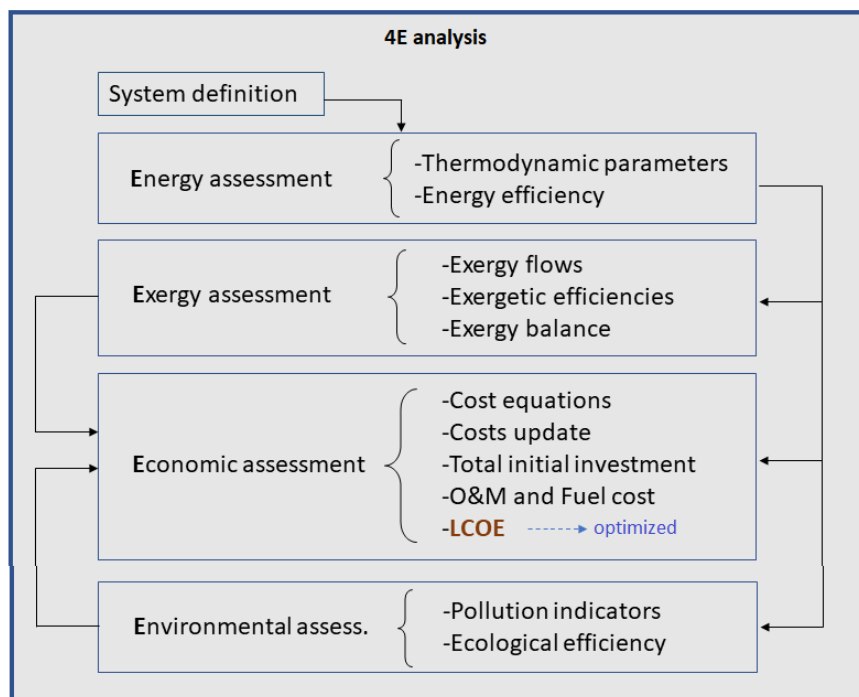 4E analysis
System definition
Energy assessment
-Thermodynamic parameters
-Energy efficiency
Exergy assessment
-Exergy flows
-Exergetic efficiencies
-Exergy balance
Economic assessment
-Cost equations
-Costs update
-Total initial investment
-O&M and Fuel cost
-LCOE optimized
Environmental assess.
-Pollution indicators
-Ecological efficiency